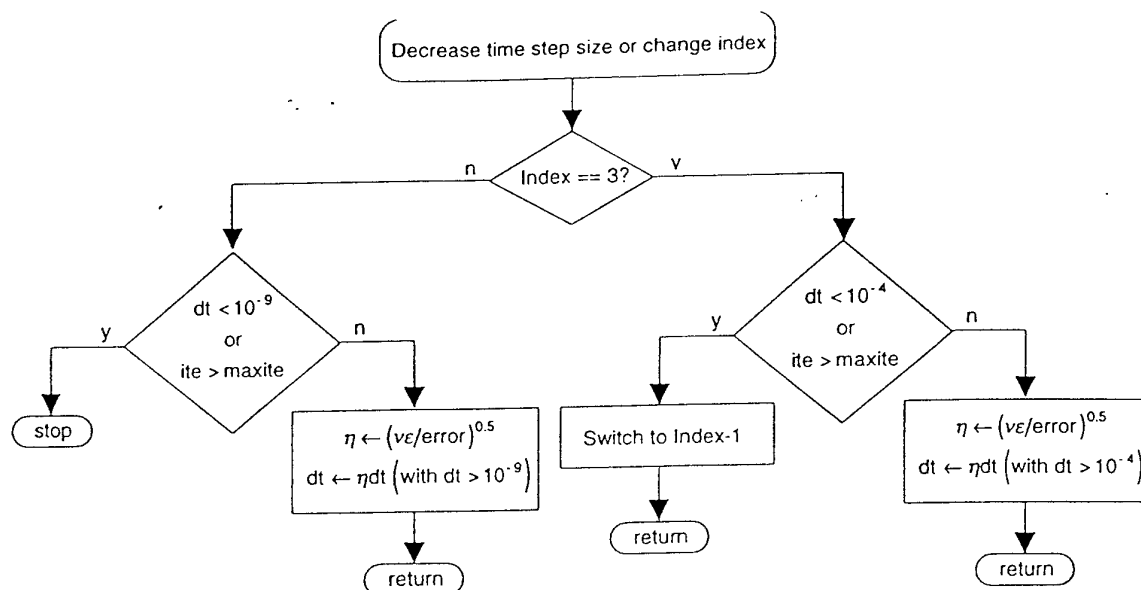 Decrease time step size or change index
n
Index == 3?
v
dt < 10⁻⁹
or
ite > maxite
y
n
stop
η ← (νε/error)^0.5
dt ← ηdt (with dt > 10⁻⁹)
return
dt < 10⁻⁴
or
ite > maxite
y
n
Switch to Index-1
return
η ← (νε/error)^0.5
dt ← ηdt (with dt > 10⁻⁴)
return